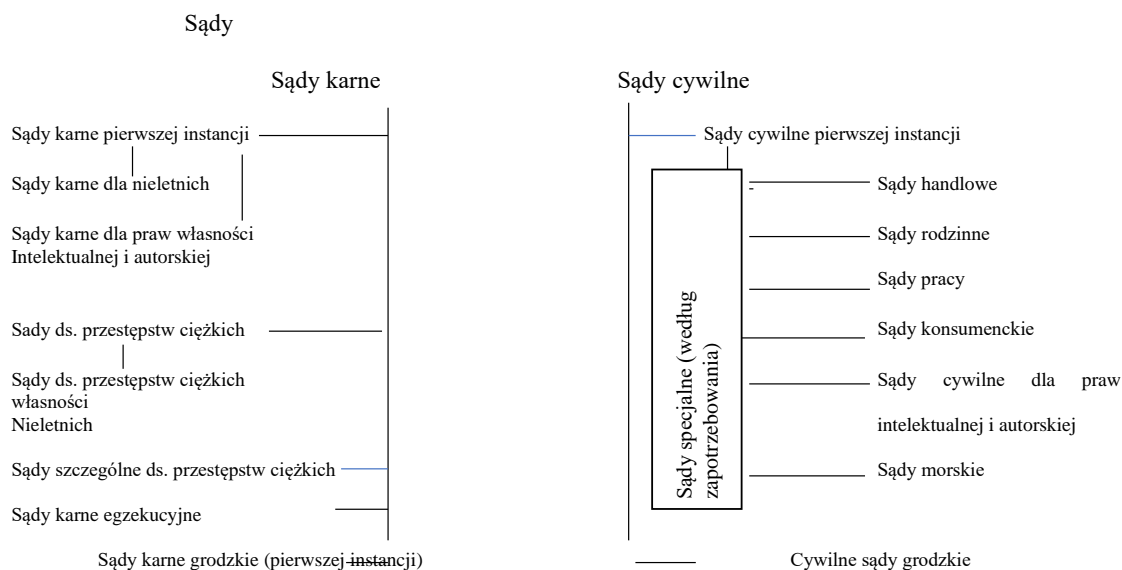 Sądy
Sądy karne
Sądy karne pierwszej instancji
Sądy karne dla nieletnich
Sądy karne dla praw własności
Intelektualnej i autorskiej
Sady ds. przestępstw ciężkich
Sądy ds. przestępstw ciężkich
własności
Nieletnich
Sądy szczególne ds. przestępstw ciężkich
Sądy karne egzekucyjne
Sądy karne grodzkie (pierwszej instancji)
Sądy cywilne
Sądy cywilne pierwszej instancji
Sądy specjalne (według
zapotrzebowania)
Sądy handlowe
Sądy rodzinne
Sądy pracy
Sądy konsumenckie
Sądy cywilne dla praw
intelektualnej i autorskiej
Sądy morskie
Cywilne sądy grodzkie